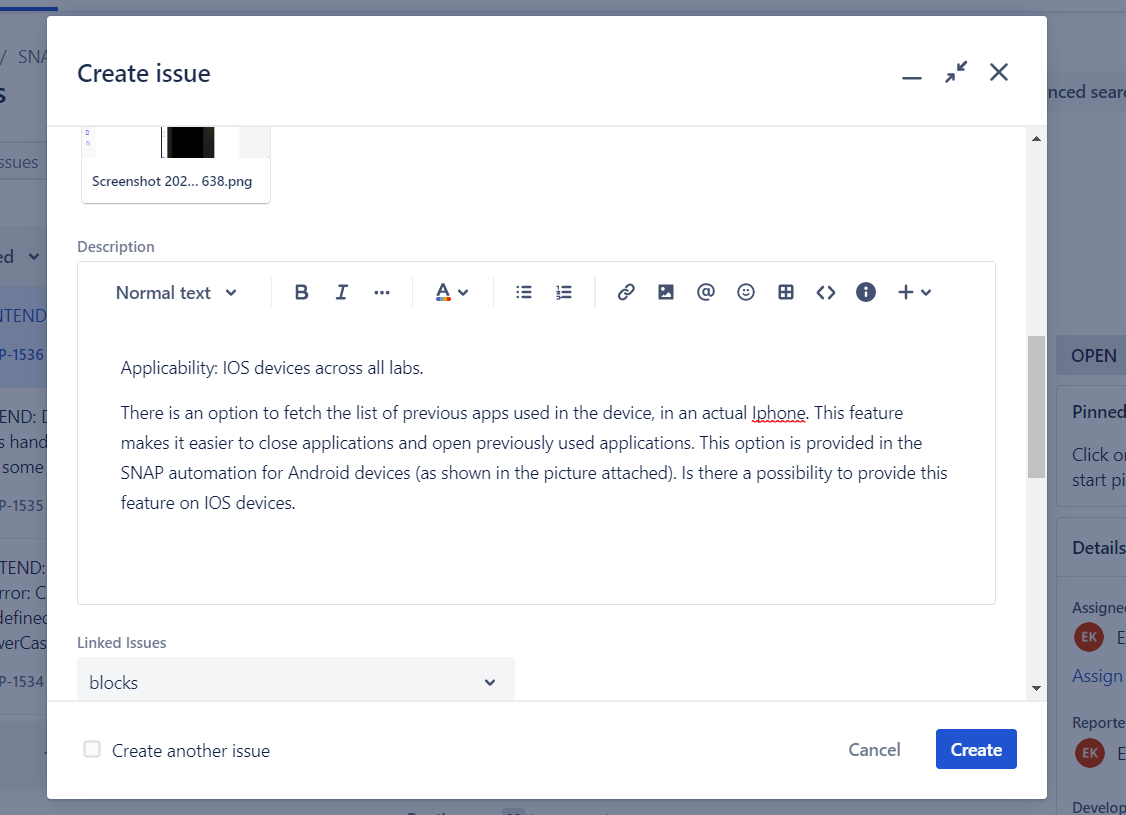 / SNA
s
nced sear
ssues
ed
NTEND
P-1536
END: D
s hand
some
P-1535
TEND:
rror: C
defined
verCas
P-1534
Create issue
Screenshot 202... 638.png
Description
Normal text
B I ... A @ <> i +
Applicability: IOS devices across all labs.
There is an option to fetch the list of previous apps used in the device, in an actual Iphone. This feature
makes it easier to close applications and open previously used applications. This option is provided in the
SNAP automation for Android devices (as shown in the picture attached). Is there a possibility to provide this
feature on IOS devices.
Linked Issues
blocks
Create another issue
Cancel
Create
OPEN
Pinned
Click o
start pi
Details
Assignee
EK E
Assign
Reporte
EK E
Develop